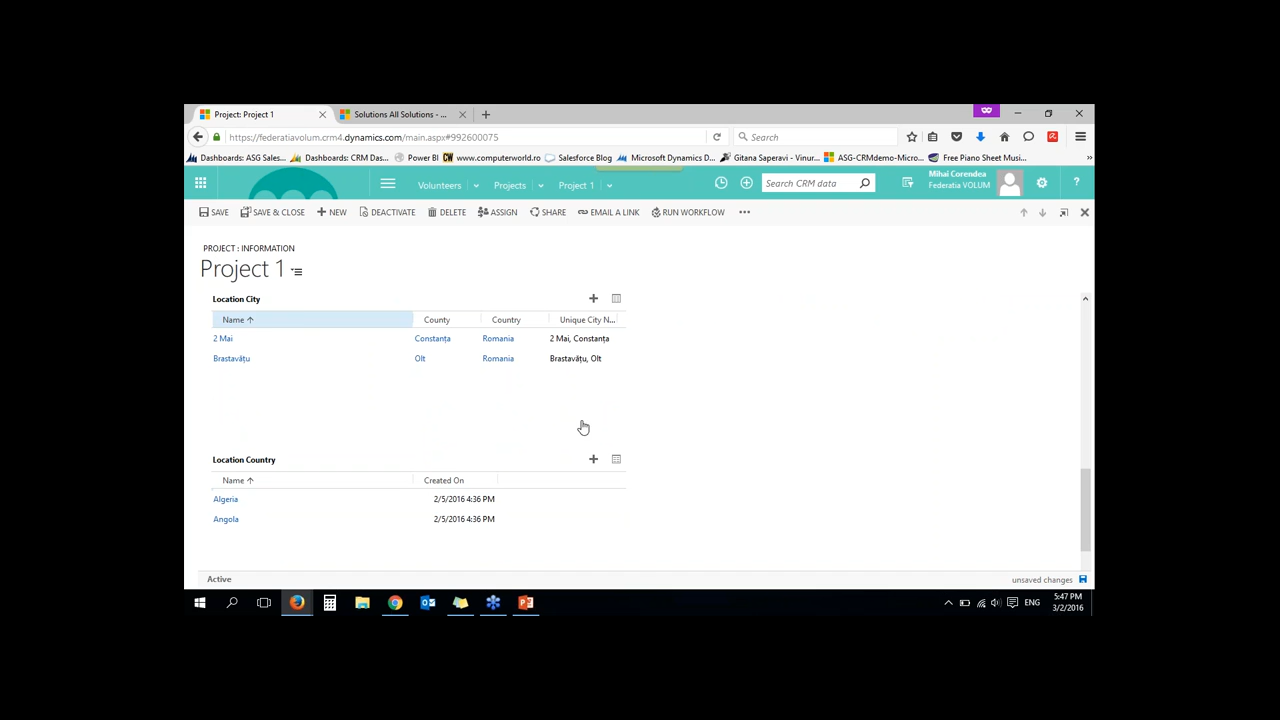 Project: Project 1
Solutions All Solutions - ...
https://federatiavolum.crm4.dynamics.com/main.aspx#992600075
Search
Dashboards: ASG Sales...
Dashboards: CRM Das...
Power BI
www.computerworld.ro
Salesforce Blog
Microsoft Dynamics D...
Gitana Saperavi - Vinur...
ASG-CRMdemo-Micro...
Free Piano Sheet Musi...
Volunteers
Projects
Project 1
Search CRM data
Mihai Corendea
Federatia VOLUM
?
SAVE
SAVE & CLOSE
NEW
DEACTIVATE
DELETE
ASSIGN
SHARE
EMAIL A LINK
RUN WORKFLOW
PROJECT : INFORMATION
Project 1
Location City
Name County Country Unique City N...
2 Mai Constanța Romania 2 Mai, Constanța
Brastavățu Olt Romania Brastavățu, Olt
Location Country
Name Created On
Algeria 2/5/2016 4:36 PM
Angola 2/5/2016 4:36 PM
Active
unsaved changes
ENG
5:47 PM
3/2/2016